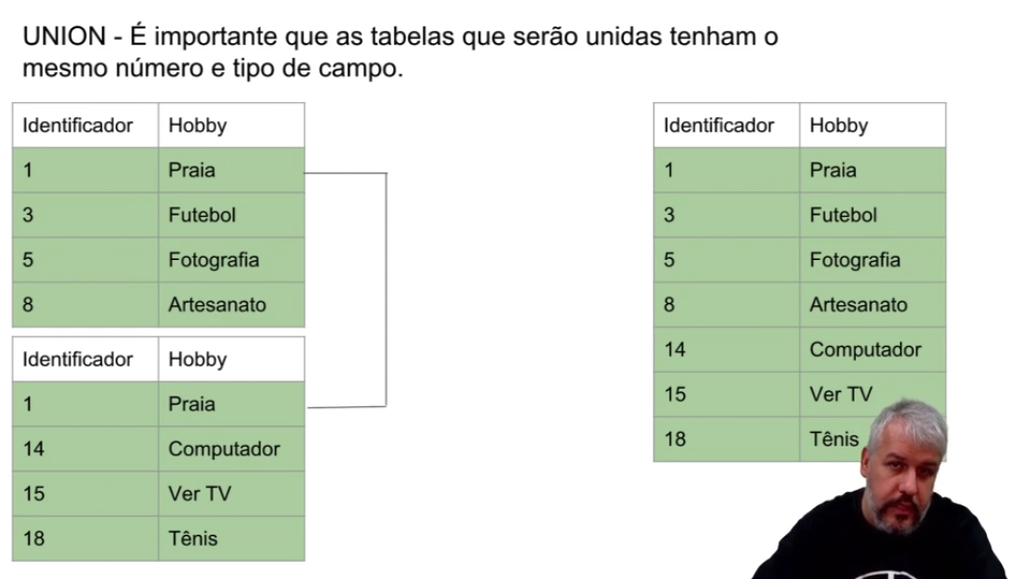 UNION - É importante que as tabelas que serão unidas tenham o
mesmo número e tipo de campo.
Identificador Hobby
1 Praia
3 Futebol
5 Fotografia
8 Artesanato
Identificador Hobby
1 Praia
14 Computador
15 Ver TV
18 Tênis
Identificador Hobby
1 Praia
3 Futebol
5 Fotografia
8 Artesanato
14 Computador
15 Ver TV
18 Tênis